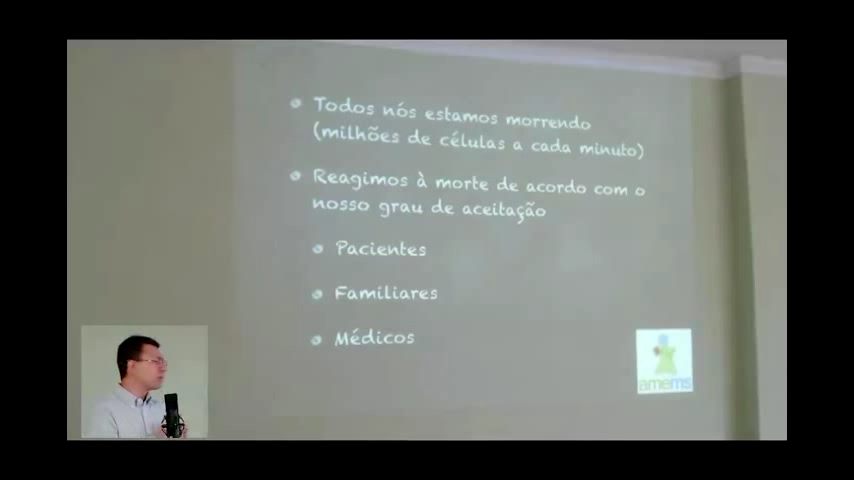 Todos nós estamos morrendo
(milhões de células a cada minuto)
Reagimos à morte de acordo com o
nosso grau de aceitação
Pacientes
Familiares
Médicos
amems